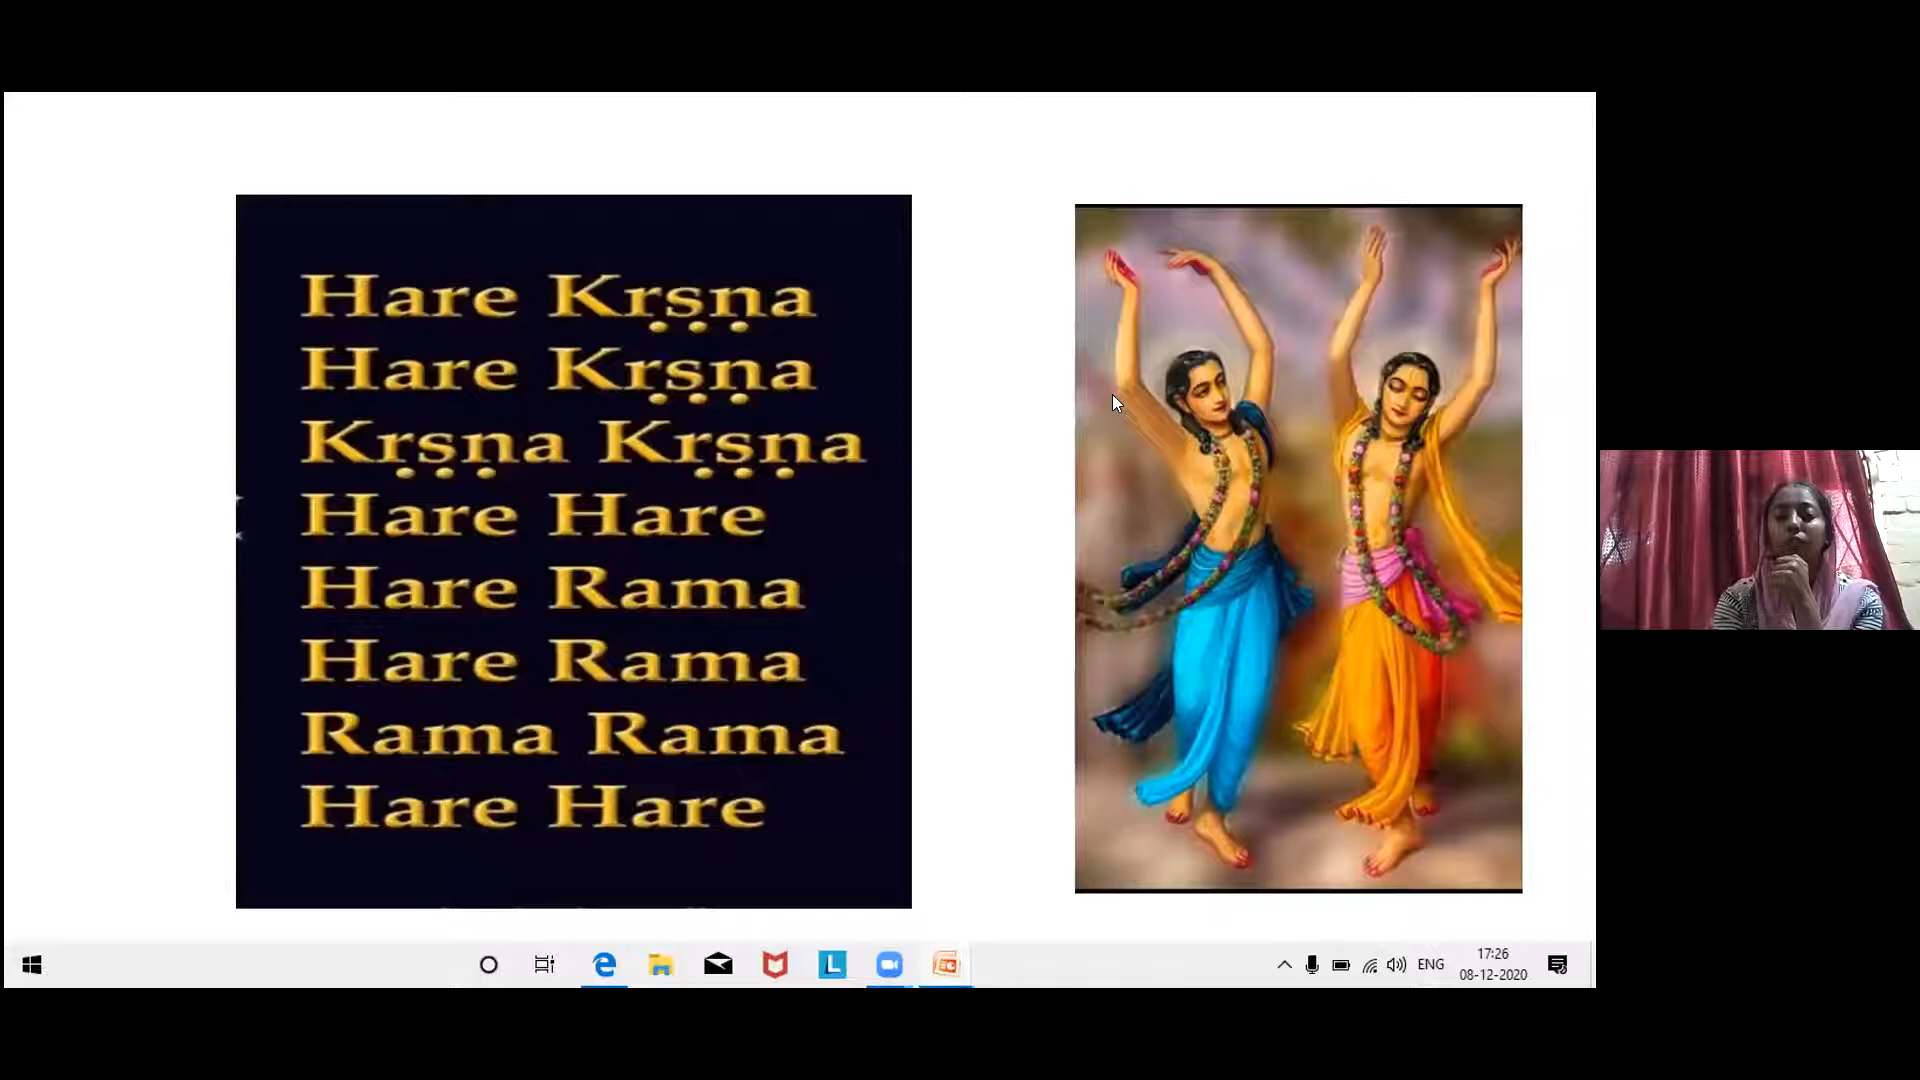 Hare Kṛṣṇa
Hare Kṛṣṇa
Kṛṣṇa Kṛṣṇa
Hare Hare
Hare Rama
Hare Rama
Rama Rama
Hare Hare
L
ENG
17:26
08-12-2020